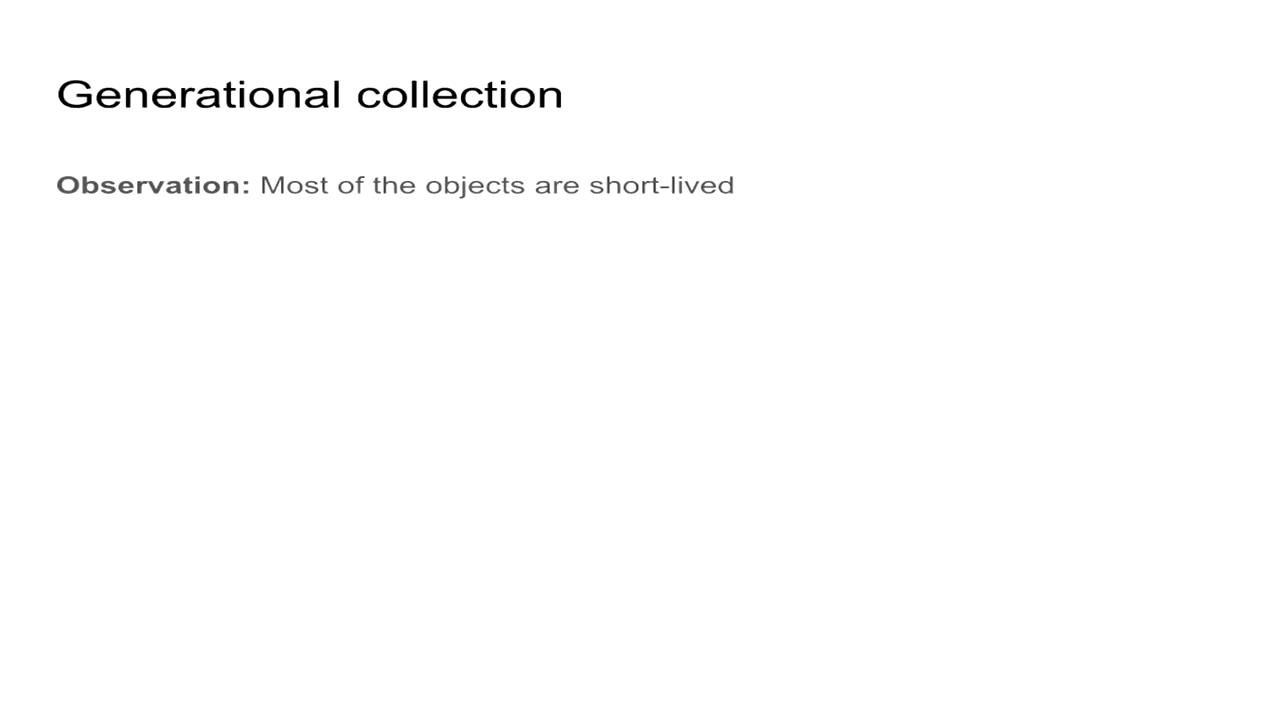 Generational collection
Observation: Most of the objects are short-lived